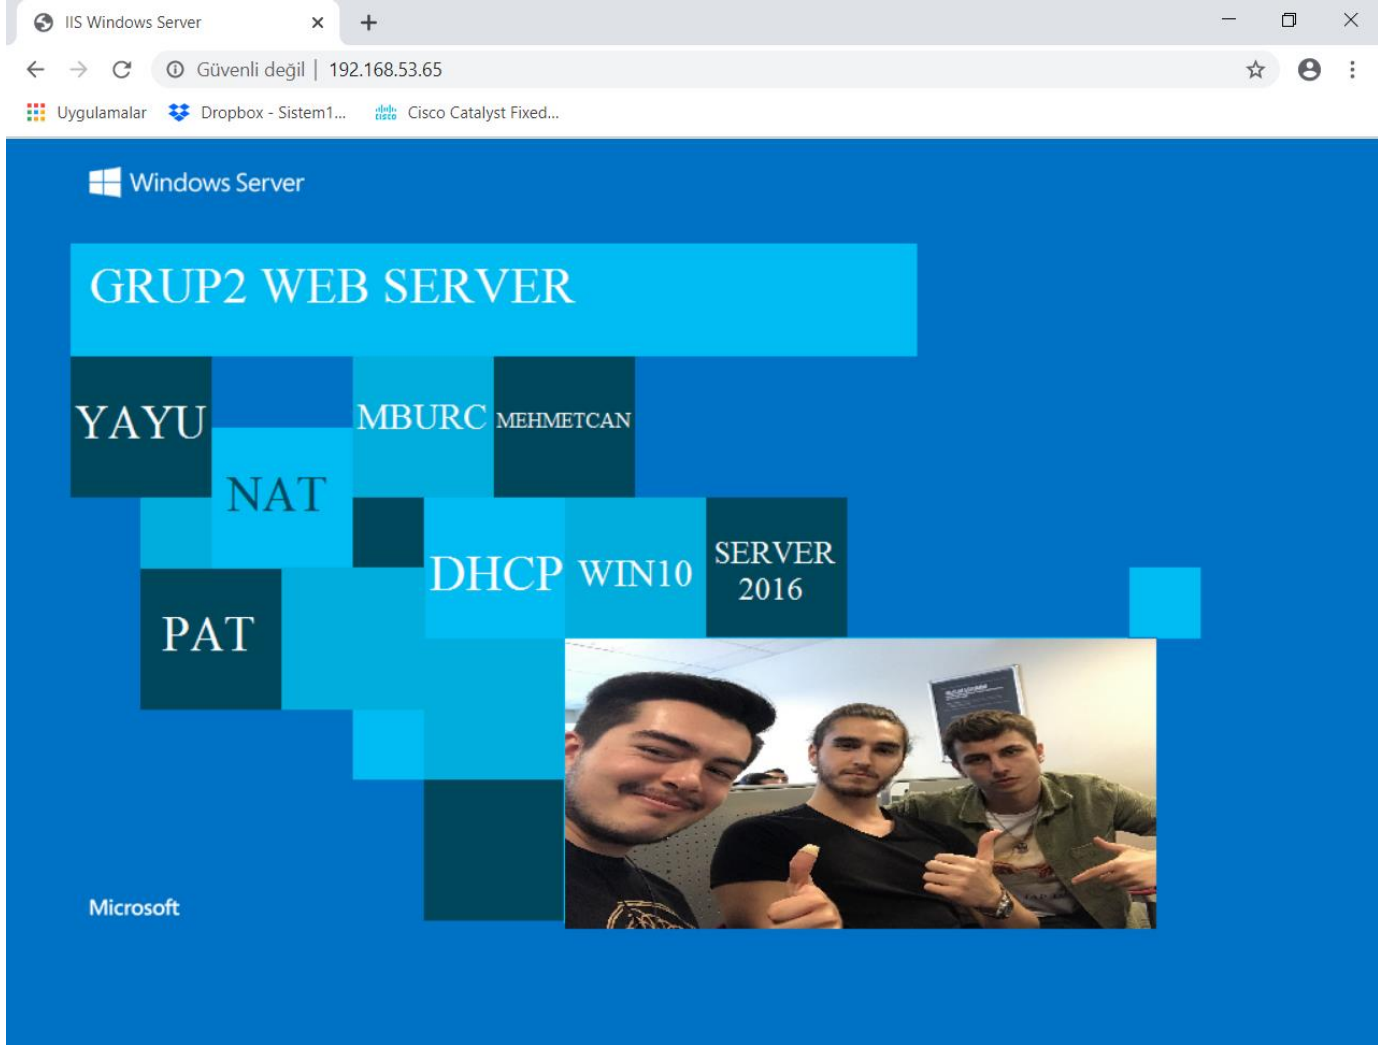 IIS Windows Server
Güvenli değil | 192.168.53.65
Uygulamalar Dropbox - Sistem1... Cisco Catalyst Fixed...
Windows Server
GRUP2 WEB SERVER
YAYU
MBURC
MEHMETCAN
NAT
DHCP
WIN10
SERVER
2016
PAT
Microsoft